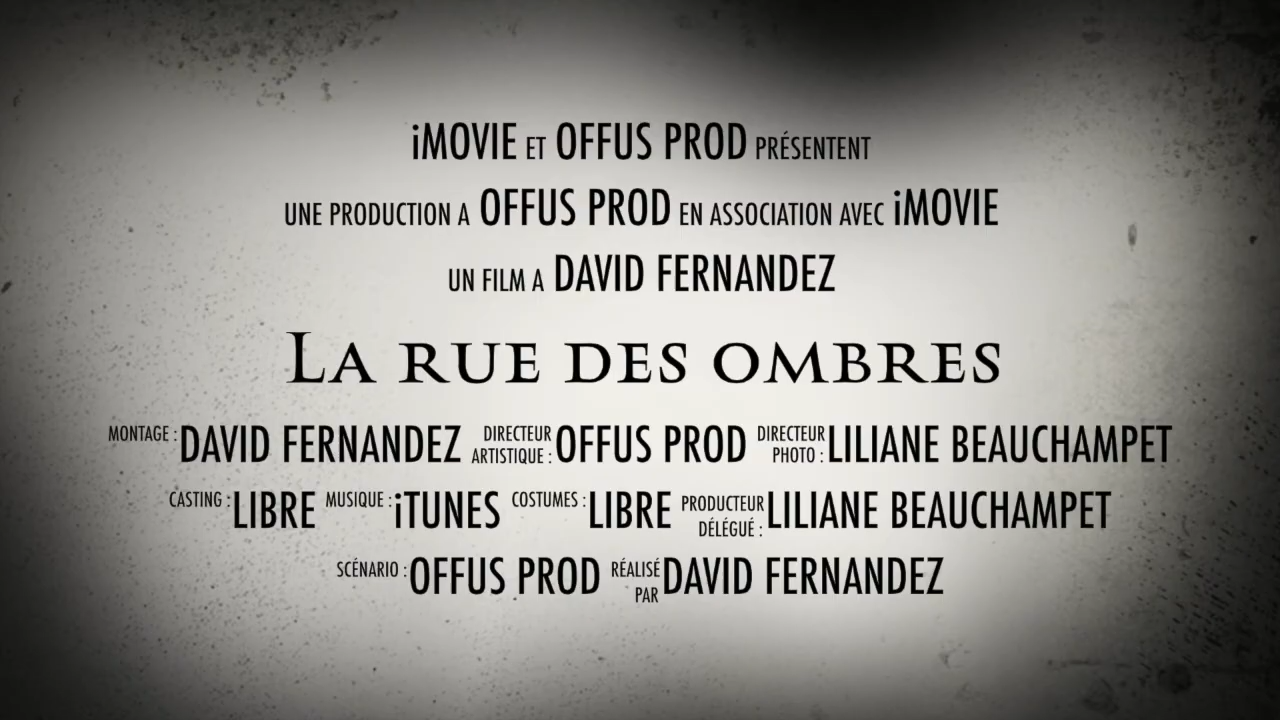 iMOVIE ET OFFUS PROD PRÉSENTENT
UNE PRODUCTION A OFFUS PROD EN ASSOCIATION AVEC iMOVIE
UN FILM A DAVID FERNANDEZ
LA RUE DES OMBRES
MONTAGE : DAVID FERNANDEZ DIRECTEUR ARTISTIQUE : OFFUS PROD DIRECTEUR PHOTO : LILIANE BEAUCHAMPET
CASTING : LIBRE MUSIQUE : iTUNES COSTUMES : LIBRE PRODUCTEUR DÉLÉGUÉ : LILIANE BEAUCHAMPET
SCÉNARIO : OFFUS PROD RÉALISÉ PAR DAVID FERNANDEZ